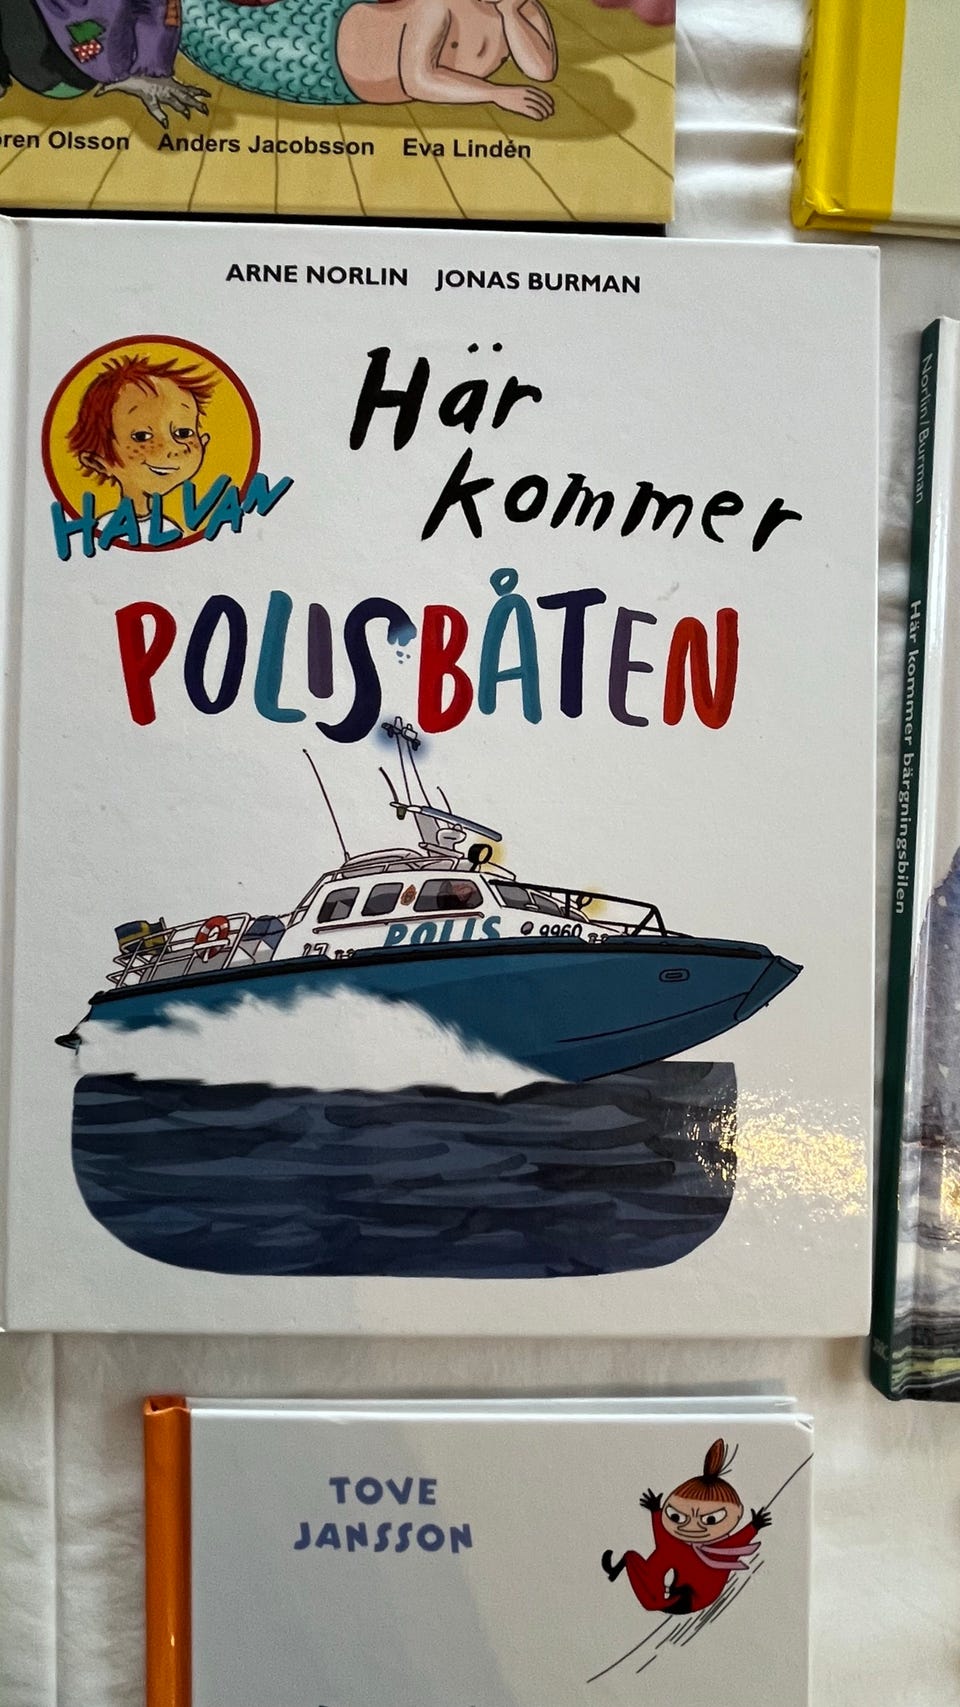 Olsson Anders Jacobsson Eva Lindén
ARNE NORLIN JONAS BURMAN
HALVAN
Här
kommer
POLISBÅTEN
POLIS 9960
Norlin/Burman
Här kommer bärgningsbilen
TOVE
JANSSON